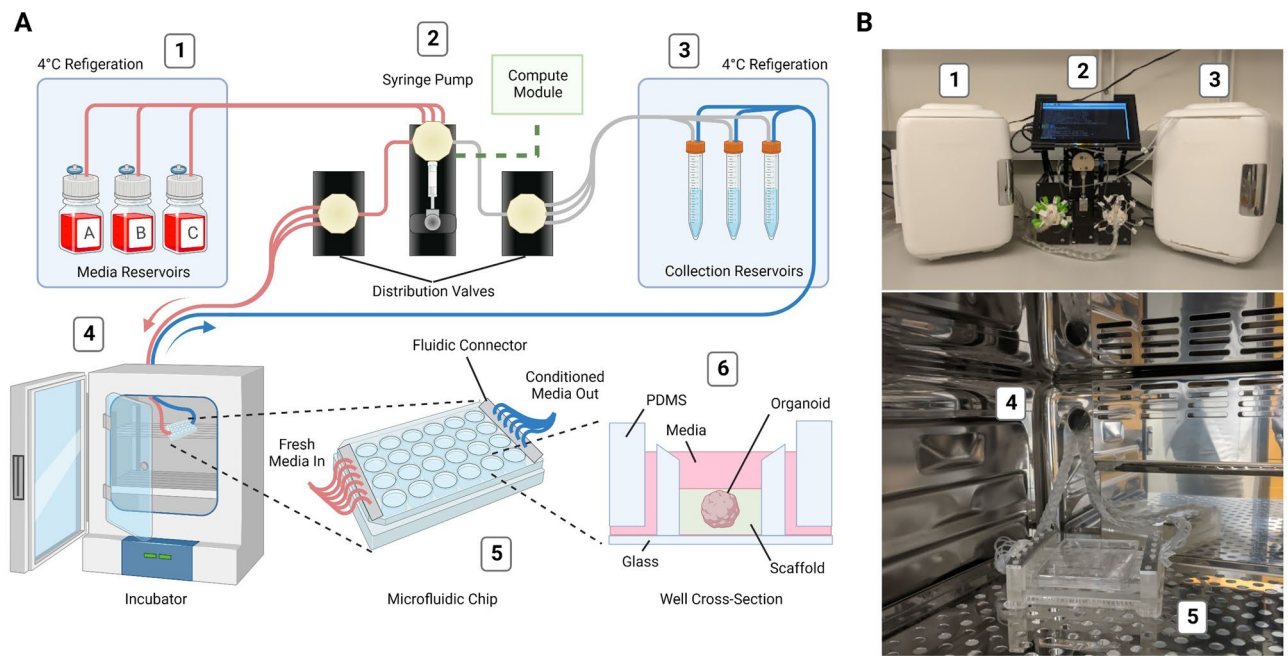 A
1
4°C Refigeration
A
B
C
Media Reservoirs
2
Syringe Pump
Compute
Module
Distribution Valves
3
4°C Refigeration
Collection Reservoirs
4
Incubator
Fluidic Connector
Conditioned
Media Out
Fresh
Media In
5
Microfluidic Chip
6
PDMS
Media
Organoid
Glass
Scaffold
Well Cross-Section
B
1
2
3
4
5